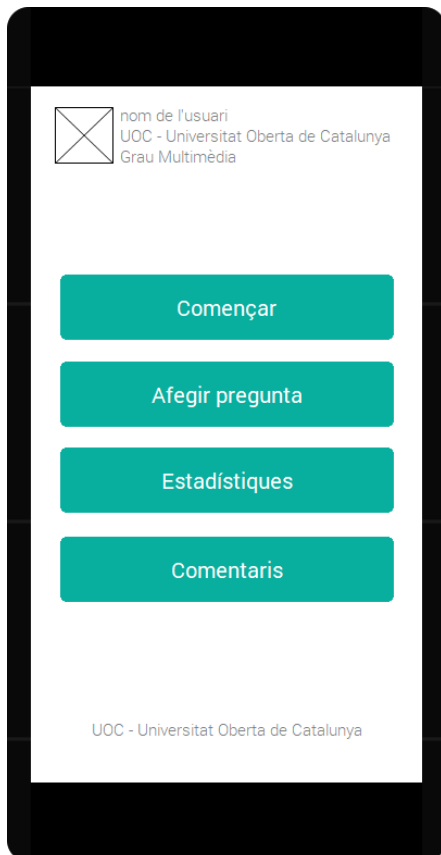 nom de l'usuari
UOC - Universitat Oberta de Catalunya
Grau Multimèdia
Començar
Afegir pregunta
Estadístiques
Comentaris
UOC - Universitat Oberta de Catalunya